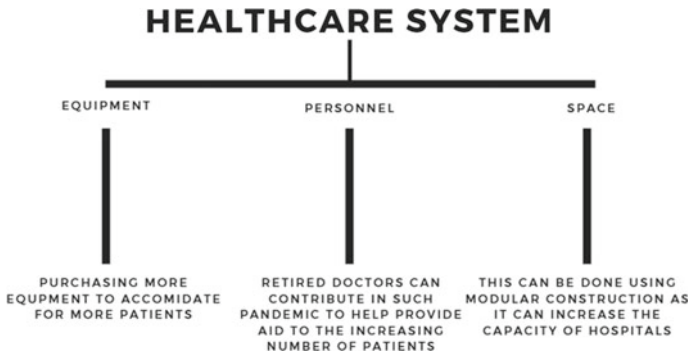 HEALTHCARE SYSTEM
EQUIPMENT
PERSONNEL
SPACE
PURCHASING MORE
EQUPMENT TO ACCOMIDATE
FOR MORE PATIENTS
RETIRED DOCTORS CAN
CONTRIBUTE IN SUCH
PANDEMIC TO HELP PROVIDE
AID TO THE INCREASING
NUMBER OF PATIENTS
THIS CAN BE DONE USING
MODULAR CONSTRUCTION AS
IT CAN INCREASE THE
CAPACITY OF HOSPITALS